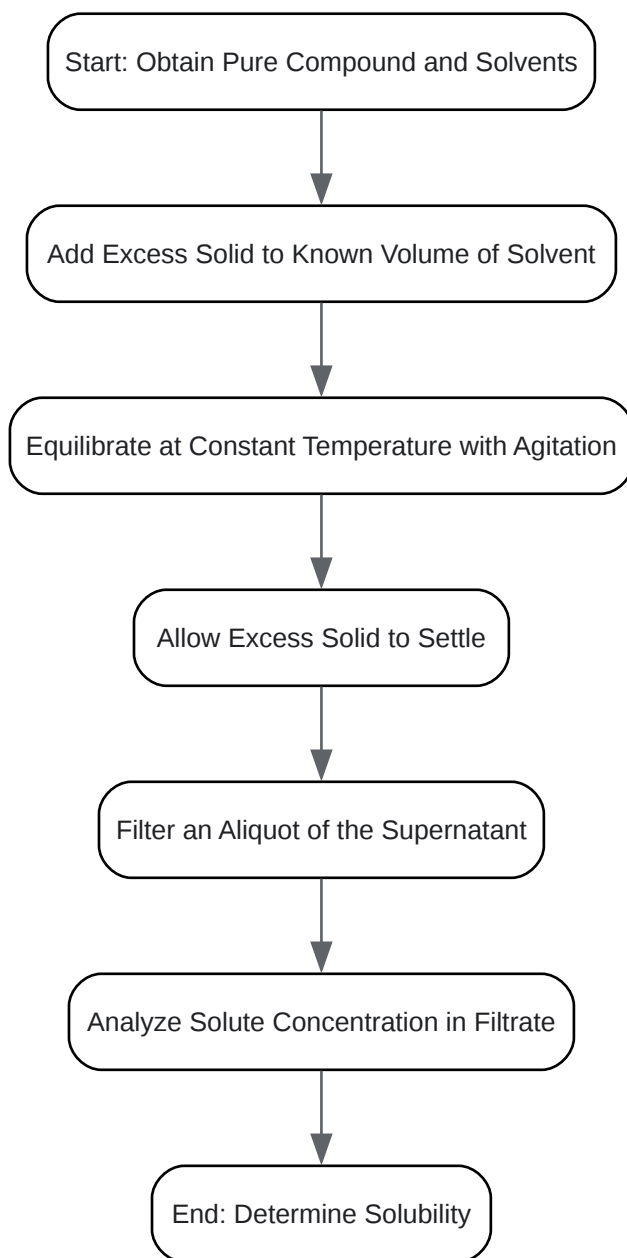 Start: Obtain Pure Compound and Solvents
Add Excess Solid to Known Volume of Solvent
Equilibrate at Constant Temperature with Agitation
Allow Excess Solid to Settle
Filter an Aliquot of the Supernatant
Analyze Solute Concentration in Filtrate
End: Determine Solubility